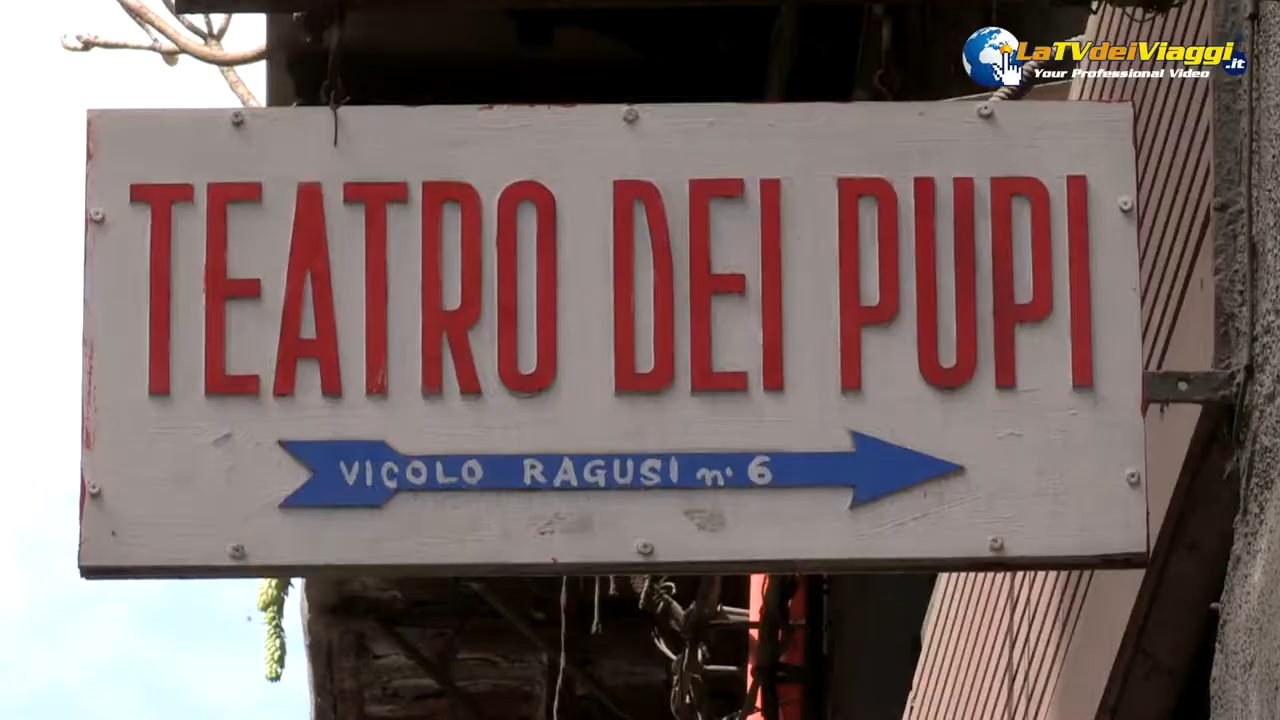 LaTVdeiViaggi.it
Your Professional Video
TEATRO DEI PUPI
VICOLO RAGUSI n. 6